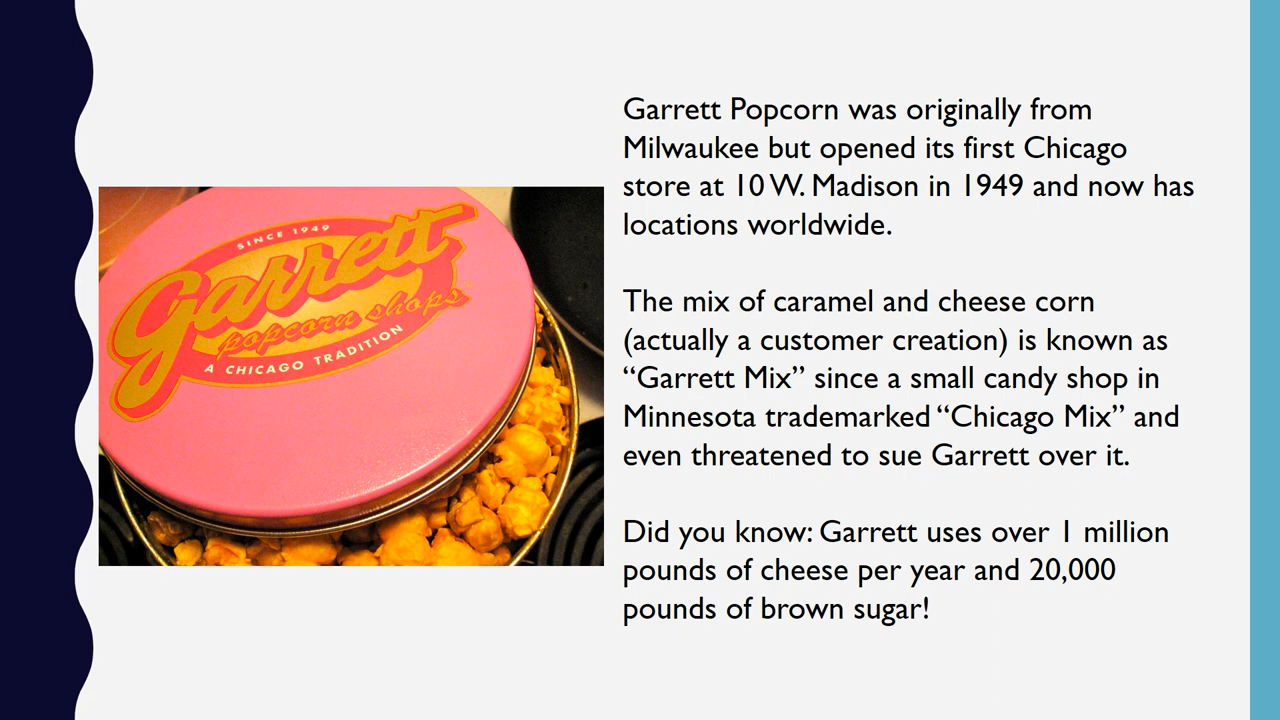 SINCE 1949
Garrett
popcorn shops
A CHICAGO TRADITION
Garrett Popcorn was originally from
Milwaukee but opened its first Chicago
store at 10 W. Madison in 1949 and now has
locations worldwide.
The mix of caramel and cheese corn
(actually a customer creation) is known as
“Garrett Mix” since a small candy shop in
Minnesota trademarked “Chicago Mix” and
even threatened to sue Garrett over it.
Did you know: Garrett uses over 1 million
pounds of cheese per year and 20,000
pounds of brown sugar!